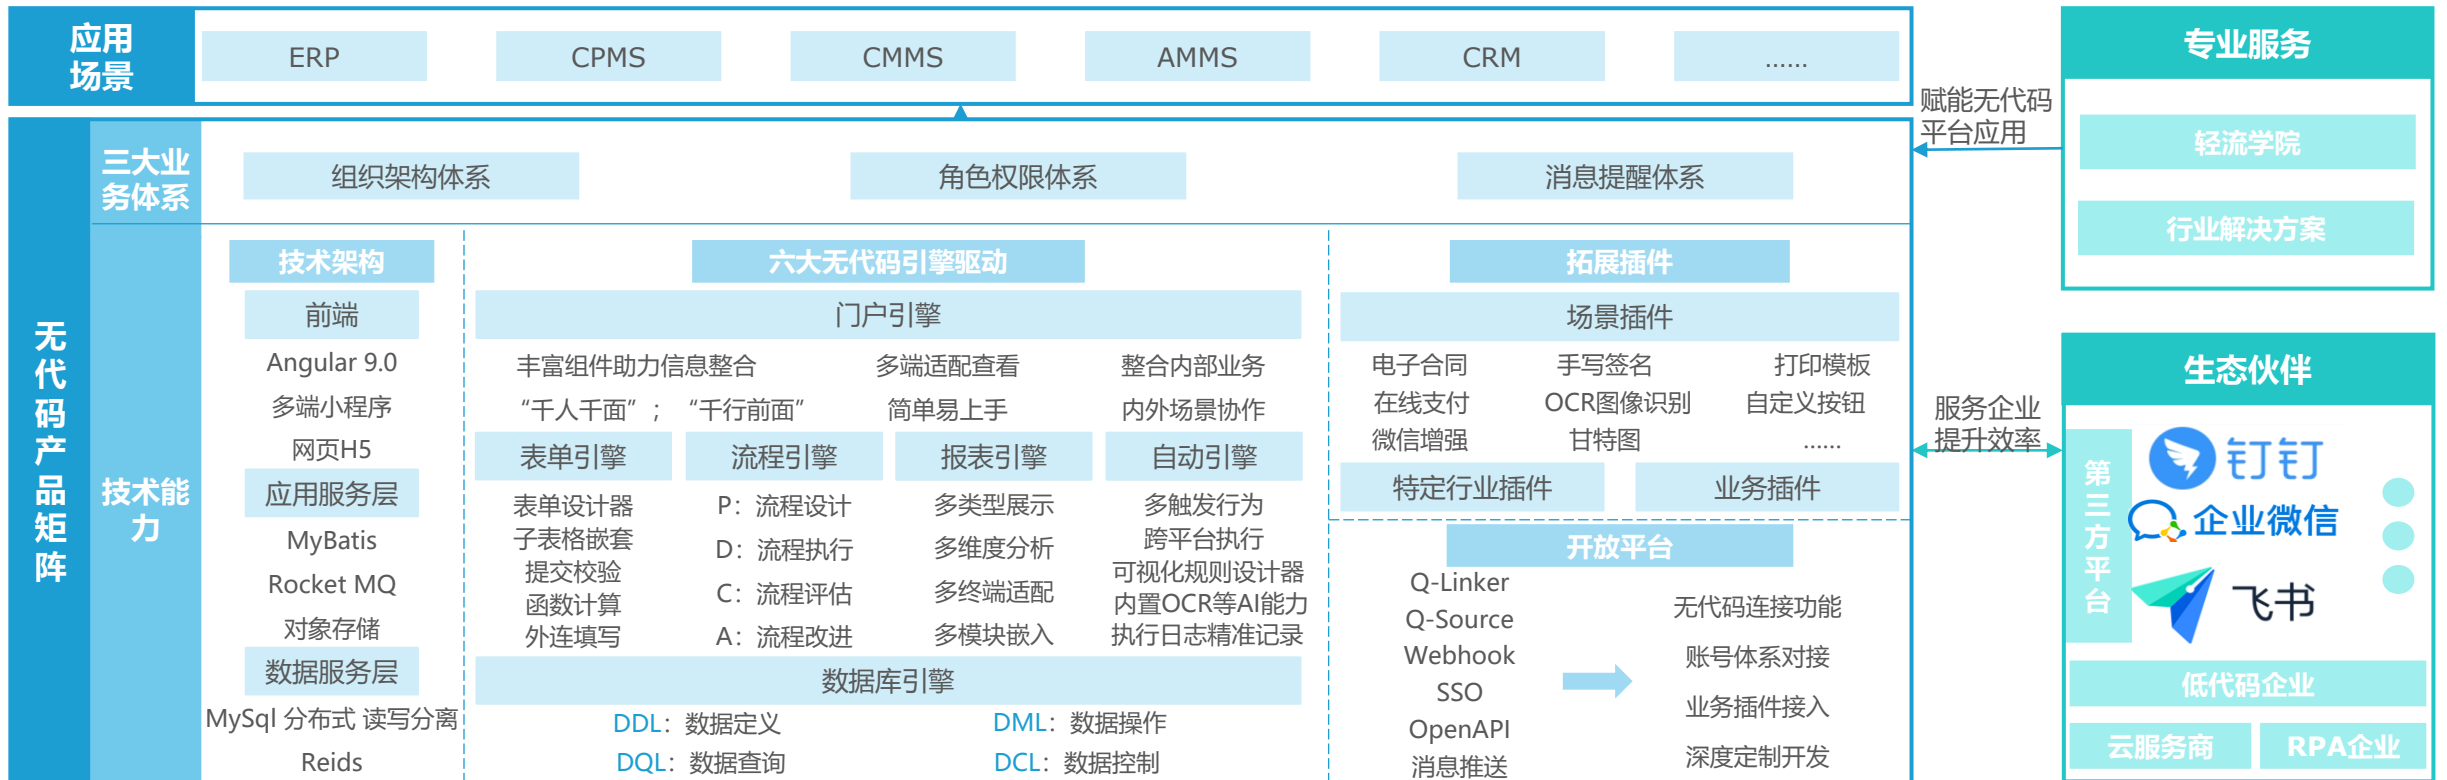 应用
场景
ERP
CPMS
CMMS
AMMS
CRM
......
无代码产品矩阵
三大业
务体系
组织架构体系
角色权限体系
消息提醒体系
技术能
力
技术架构
前端
Angular 9.0
多端小程序
网页H5
应用服务层
MyBatis
Rocket MQ
对象存储
数据服务层
MySql 分布式 读写分离
Reids
六大无代码引擎驱动
门户引擎
丰富组件助力信息整合
多端适配查看
整合内部业务
“千人千面”；“千行前面”
简单易上手
内外场景协作
表单引擎
表单设计器
子表格嵌套
提交校验
函数计算
外连填写
流程引擎
P：流程设计
D：流程执行
C：流程评估
A：流程改进
报表引擎
多类型展示
多维度分析
多终端适配
多模块嵌入
自动引擎
多触发行为
跨平台执行
可视化规则设计器
内置OCR等AI能力
执行日志精准记录
数据库引擎
DDL：数据定义
DML：数据操作
DQL：数据查询
DCL：数据控制
拓展插件
场景插件
电子合同
手写签名
打印模板
在线支付
OCR图像识别
自定义按钮
微信增强
甘特图
......
特定行业插件
业务插件
开放平台
Q-Linker
Q-Source
Webhook
SSO
OpenAPI
消息推送
无代码连接功能
账号体系对接
业务插件接入
深度定制开发
赋能无代码
平台应用
专业服务
轻流学院
行业解决方案
服务企业
提升效率
生态伙伴
第三方平台
钉钉
企业微信
飞书
低代码企业
云服务商
RPA企业